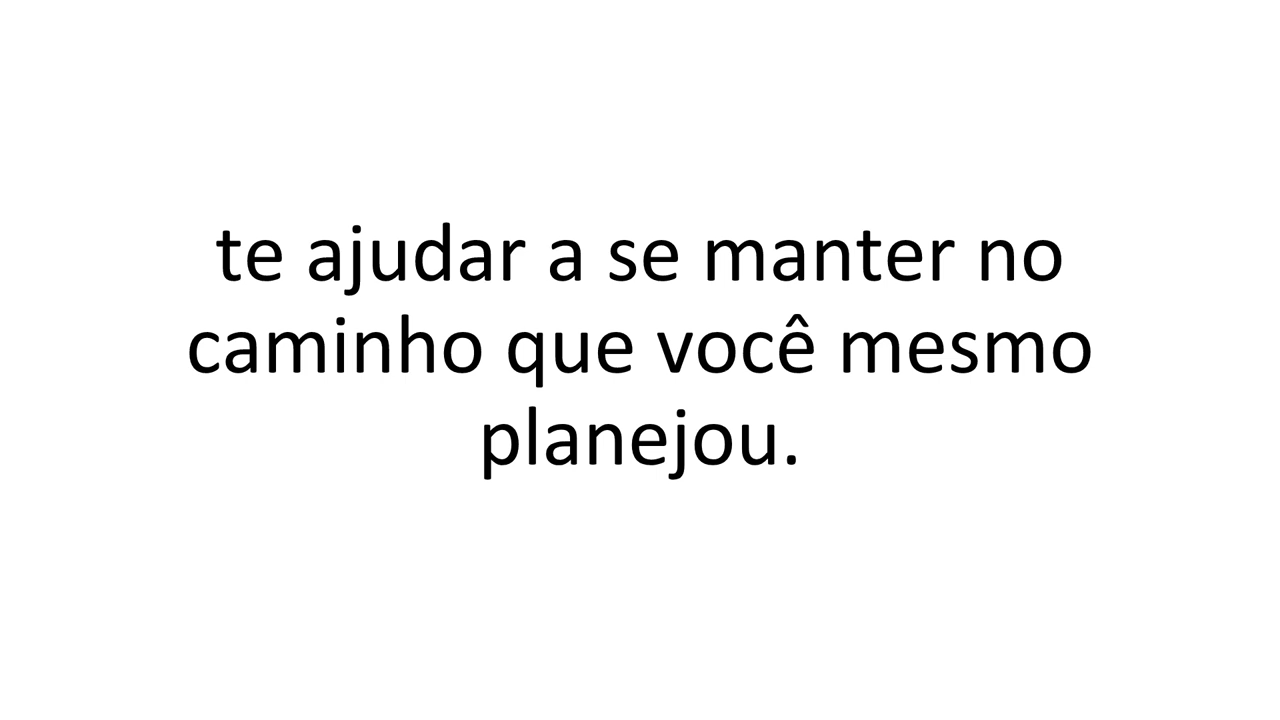 te ajudar a se manter no
caminho que você mesmo
planejou.